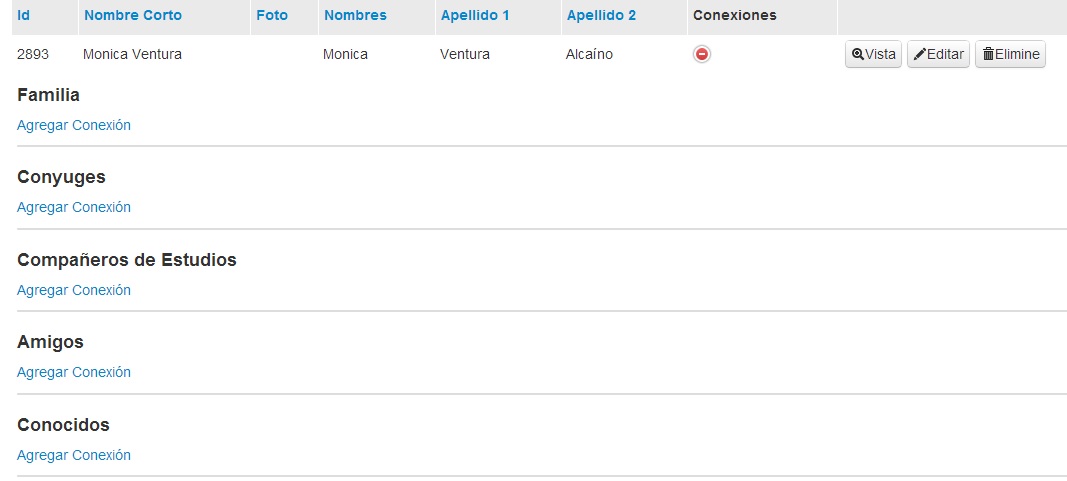 Id Nombre Corto Foto Nombres Apellido 1 Apellido 2 Conexiones
2893 Monica Ventura Monica Ventura Alcaíno Vista Editar Elimine
Familia
Agregar Conexión
Conyuges
Agregar Conexión
Compañeros de Estudios
Agregar Conexión
Amigos
Agregar Conexión
Conocidos
Agregar Conexión